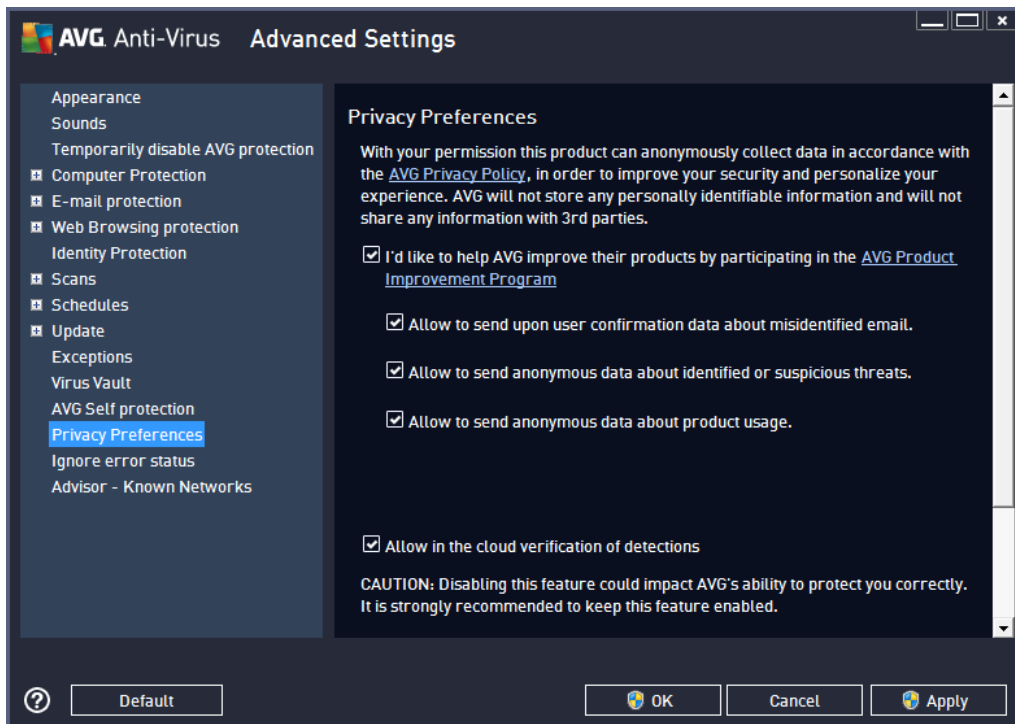 AVG. Anti-Virus Advanced Settings
Appearance
Sounds
Temporarily disable AVG protection
Computer Protection
E-mail protection
Web Browsing protection
Identity Protection
Scans
Schedules
Update
Exceptions
Virus Vault
AVG Self protection
Privacy Preferences
Ignore error status
Advisor - Known Networks
Privacy Preferences
With your permission this product can anonymously collect data in accordance with
the AVG Privacy Policy, in order to improve your security and personalize your
experience. AVG will not store any personally identifiable information and will not
share any information with 3rd parties.
I'd like to help AVG improve their products by participating in the AVG Product
Improvement Program
Allow to send upon user confirmation data about misidentified email.
Allow to send anonymous data about identified or suspicious threats.
Allow to send anonymous data about product usage.
Allow in the cloud verification of detections
CAUTION: Disabling this feature could impact AVG's ability to protect you correctly.
It is strongly recommended to keep this feature enabled.
? Default OK Cancel Apply